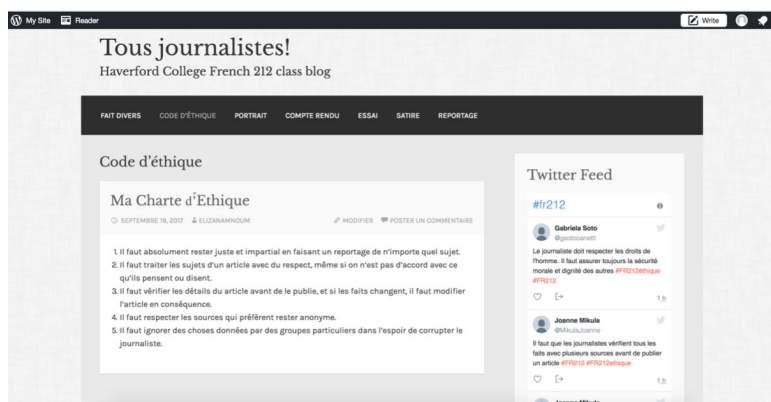 My Site Reader Write
Tous journalistes!
Haverford College French 212 class blog
FAIT DIVERS CODE D'ÉTHIQUE PORTRAIT COMPTE RENDU ESSAI SATIRE REPORTAGE
Code d'éthique
Ma Charte d'Ethique
SEPTEMBRE 19, 2017 ELIZANAMNOUM MODIFIER POSTER UN COMMENTAIRE
1. Il faut absolument rester juste et impartial en faisant un reportage de n'importe quel sujet.
2. Il faut traiter les sujets d'un article avec du respect, même si on n'est pas d'accord avec ce
qu'ils pensent ou disent.
3. Il faut vérifier les détails du article avant de le publie, et si les faits changent, il faut modifier
l'article en conséquence.
4. Il faut respecter les sources qui préfèrent rester anonyme.
5. Il faut ignorer des choses données par des groupes particuliers dans l'espoir de corrupter le
journaliste.
Twitter Feed
#fr212
Gabriela Soto
@geotocanetti
Le journaliste doit respecter les droits de
l'homme. Il faut assurer toujours la sécurité
morale et dignité des autres #FR212éthique
#FR212
1h
Joanne Mikula
@MikulaJoanne
Il faut que les journalistes vérifient tous les
faits avec plusieurs sources avant de publier
un article #FR212 #FR212ethique
1h
Joanne Mikula